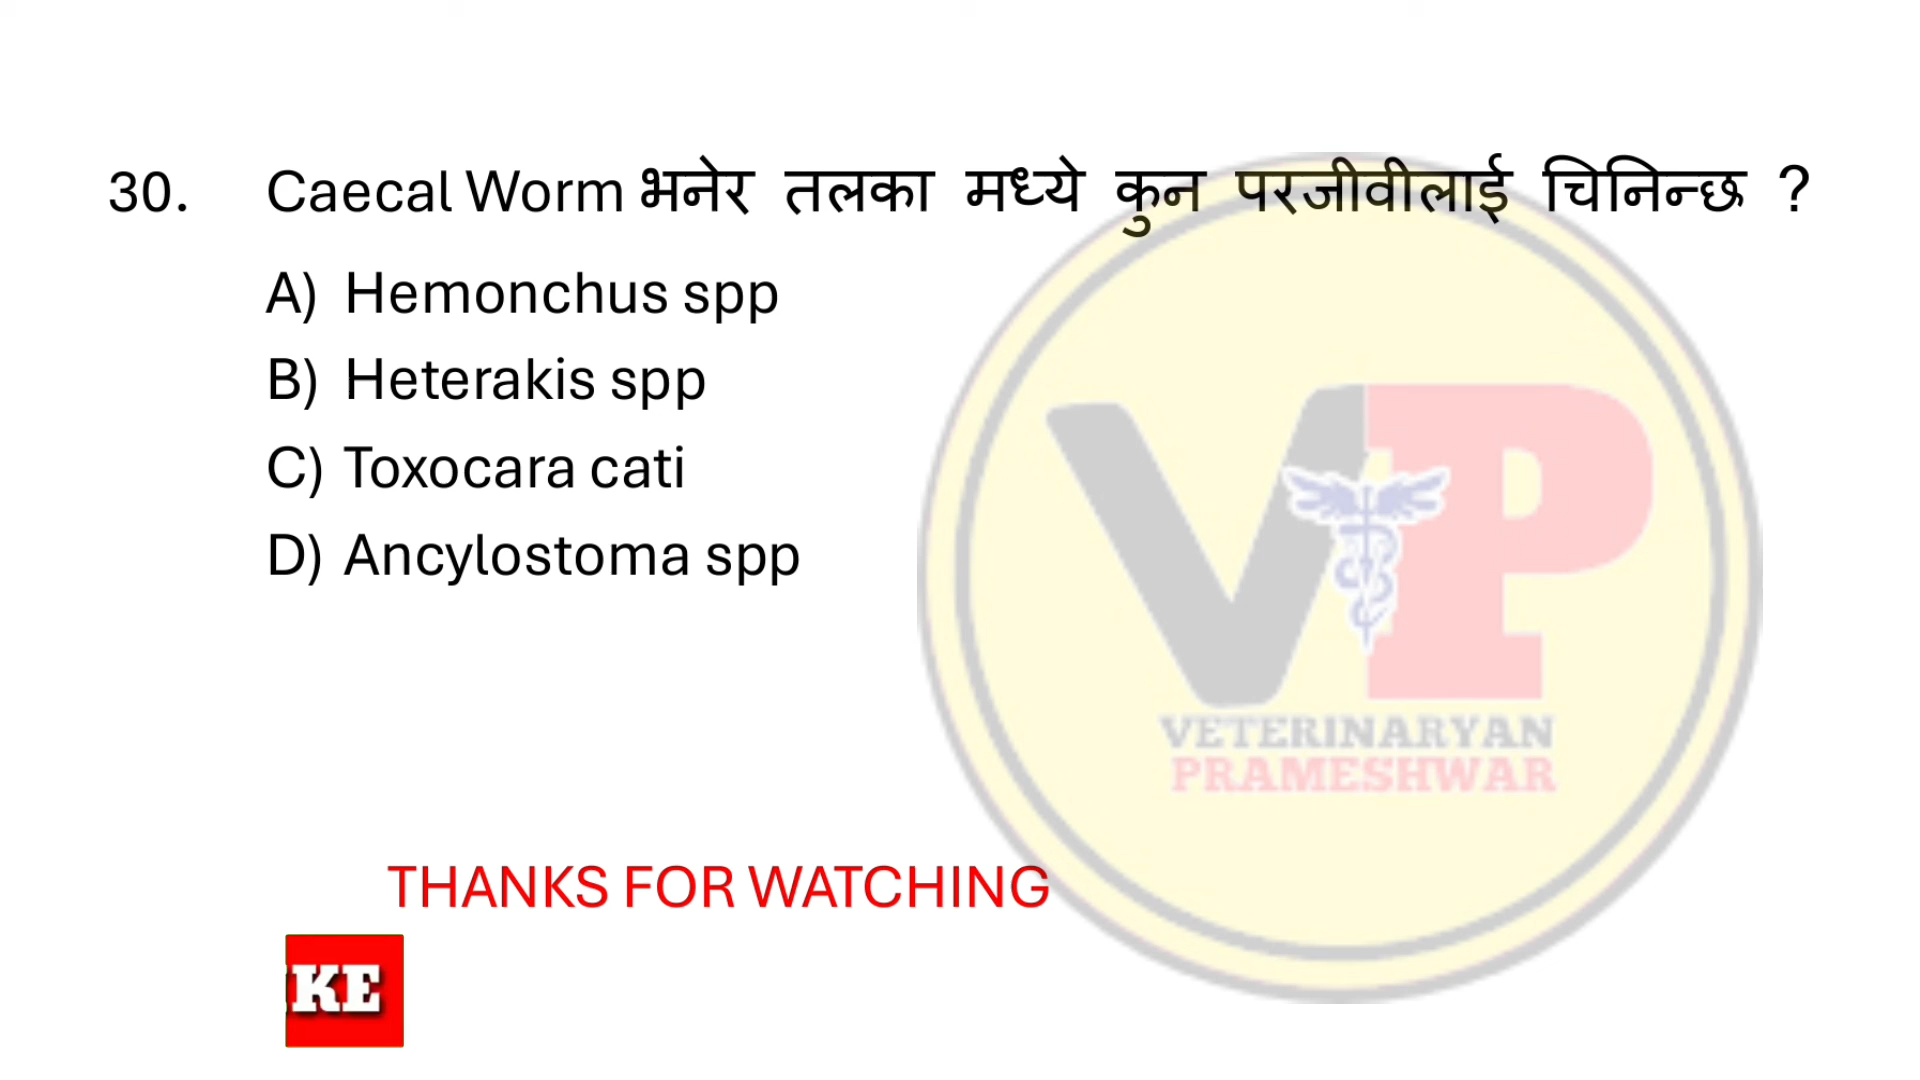 30. Caecal Worm भनेर तलका मध्ये कुन परजीवीलाई चिनिन्छ ?
A) Hemonchus spp
B) Heterakis spp
C) Toxocara cati
D) Ancylostoma spp
VP
VETERINARYAN
PRAMESHWAR
THANKS FOR WATCHING
KE